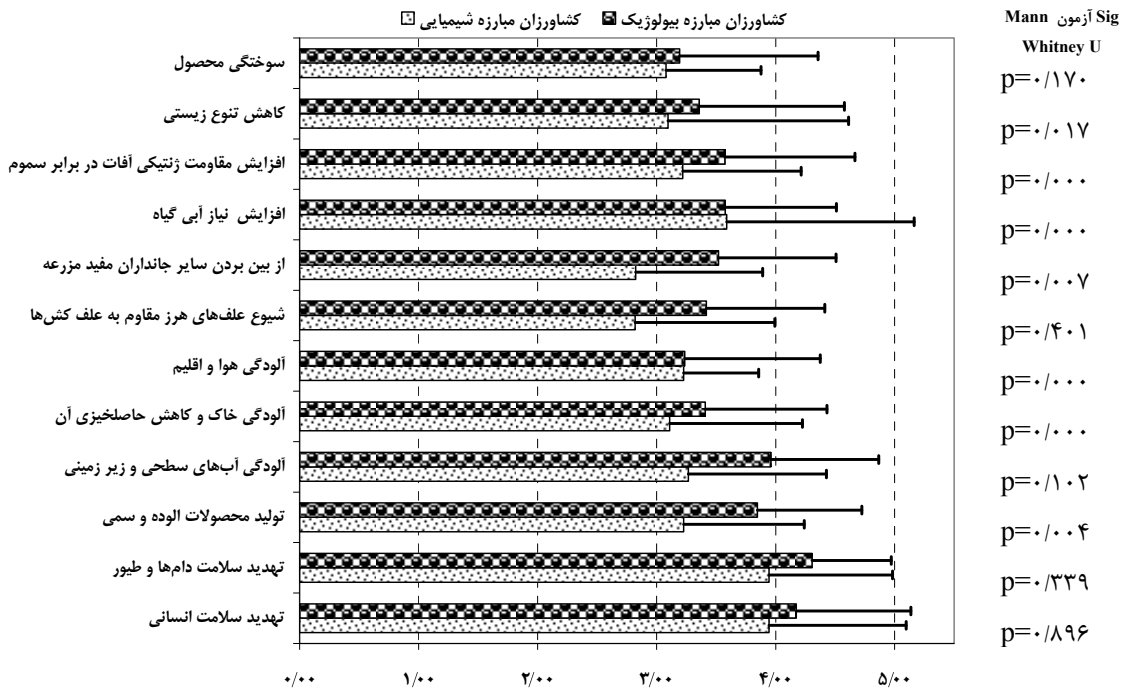 کشاورزان مبارزه بیولوژیک کشاورزان مبارزه شیمیایی
Sig آزمون Mann
Whitney U
سوختگی محصول
p=۰/۱۷۰
کاهش تنوع زیستی
p=۰/۰۱۷
افزایش مقاومت ژنتیکی آفات در برابر سموم
p=۰/۰۰۰
افزایش نیاز آبی گیاه
p=۰/۰۰۰
از بین بردن سایر جانداران مفید مزرعه
p=۰/۰۰۷
شیوع علف‌های هرز مقاوم به علف کش‌ها
p=۰/۴۰۱
آلودگی هوا و اقلیم
p=۰/۰۰۰
آلودگی خاک و کاهش حاصلخیزی آن
p=۰/۰۰۰
آلودگی آب‌های سطحی و زیر زمینی
p=۰/۱۰۲
تولید محصولات الوده و سمی
p=۰/۰۰۴
تهدید سلامت دام‌ها و طیور
p=۰/۳۳۹
تهدید سلامت انسانی
p=۰/۸۹۶
۰/۰۰ ۱/۰۰ ۲/۰۰ ۳/۰۰ ۴/۰۰ ۵/۰۰